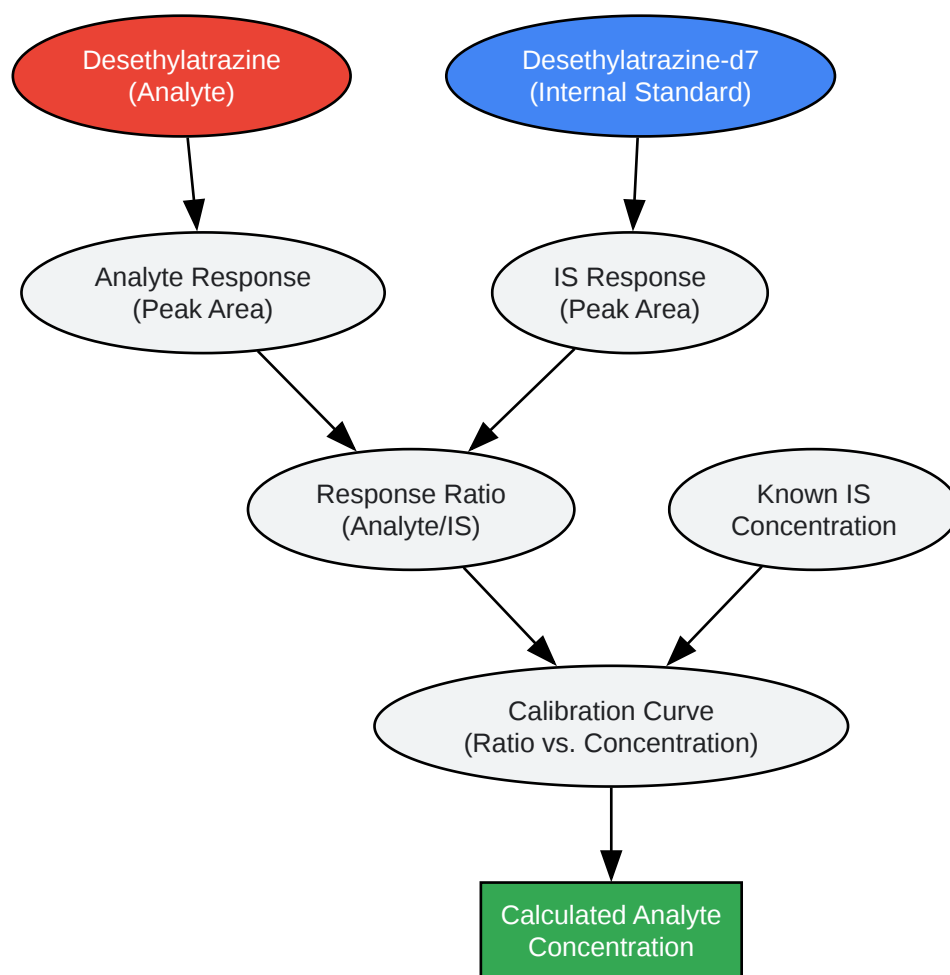 Desethylatrazine
(Analyte)
Desethylatrazine-d7
(Internal Standard)
Analyte Response
(Peak Area)
IS Response
(Peak Area)
Response Ratio
(Analyte/IS)
Known IS
Concentration
Calibration Curve
(Ratio vs. Concentration)
Calculated Analyte
Concentration